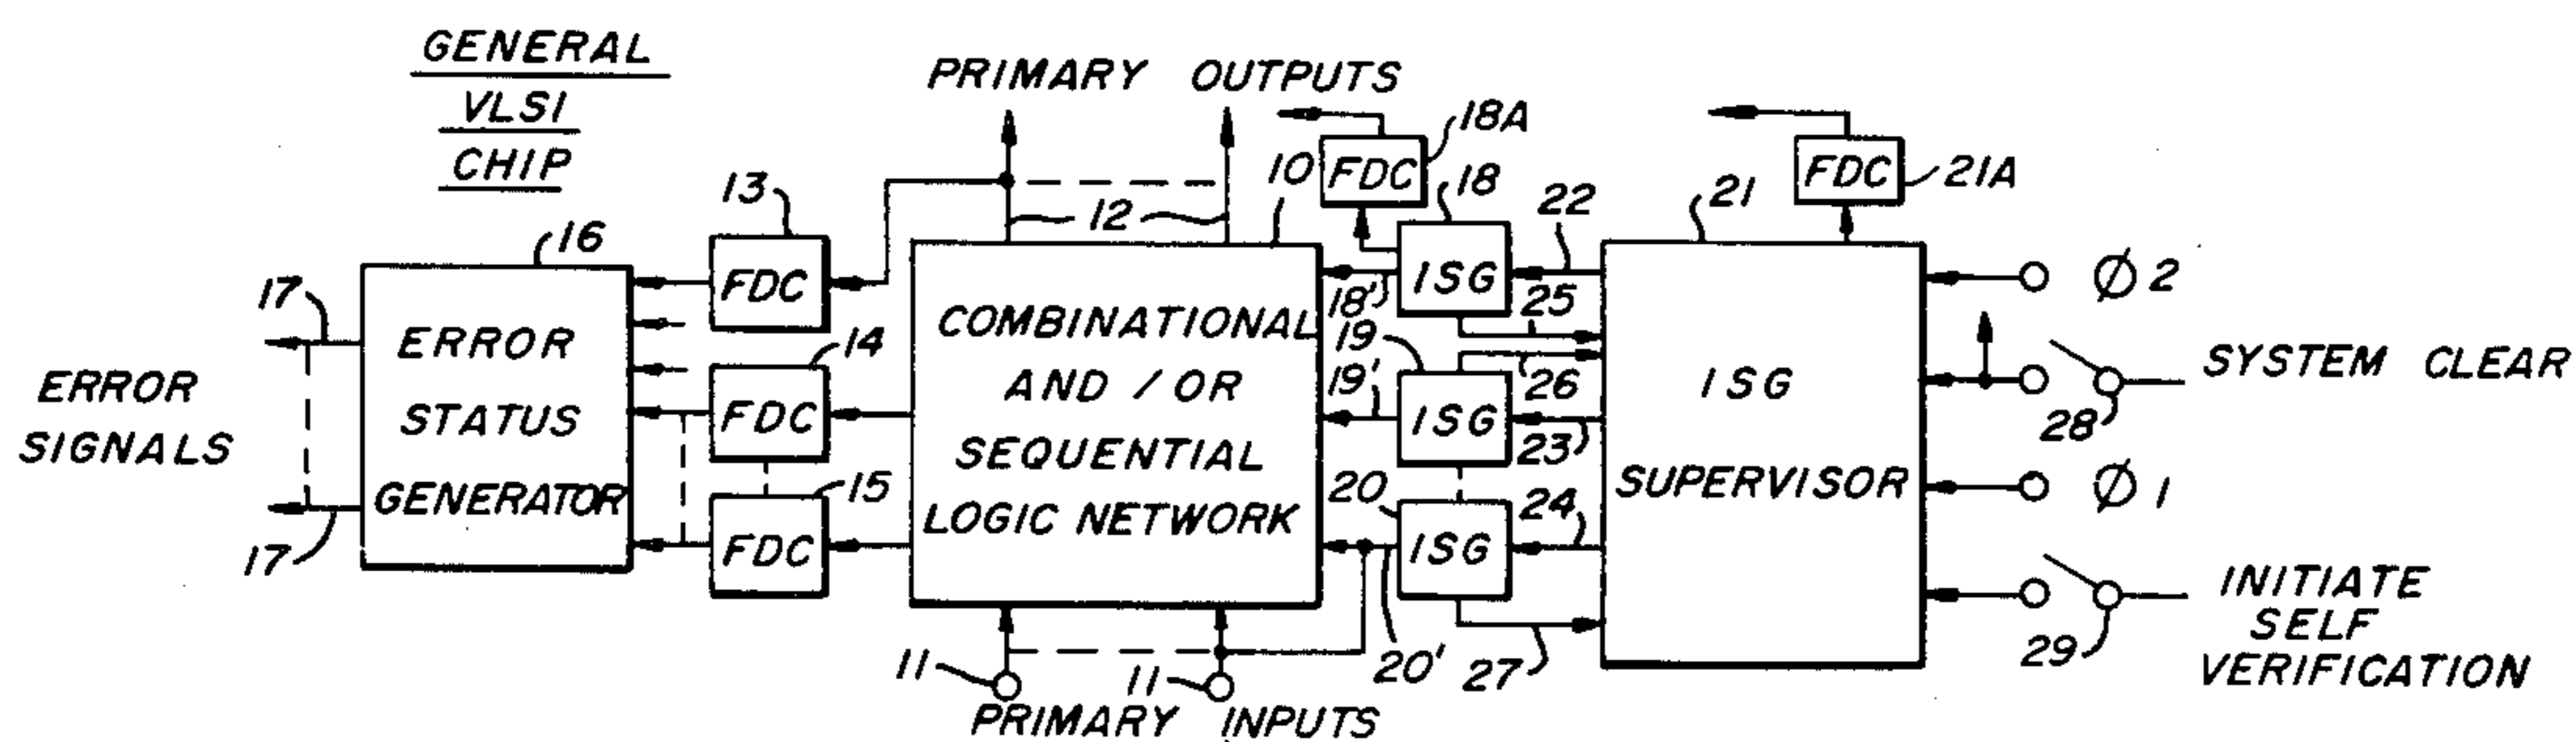 GENERAL
VLSI
CHIP
PRIMARY OUTPUTS
18A
FDC
FDC
21A
13
12
10
18
22
21
16
FDC
ISG
18'
25
Ø 2
17
ERROR
STATUS
GENERATOR
14
COMBINATIONAL
AND / OR
SEQUENTIAL
LOGIC NETWORK
19
19'
26
ISG
SUPERVISOR
SYSTEM CLEAR
28
ERROR
SIGNALS
FDC
ISG
23
15
20
24
Ø 1
17
FDC
ISG
20'
27
29
INITIATE
SELF
VERIFICATION
11
11
PRIMARY INPUTS